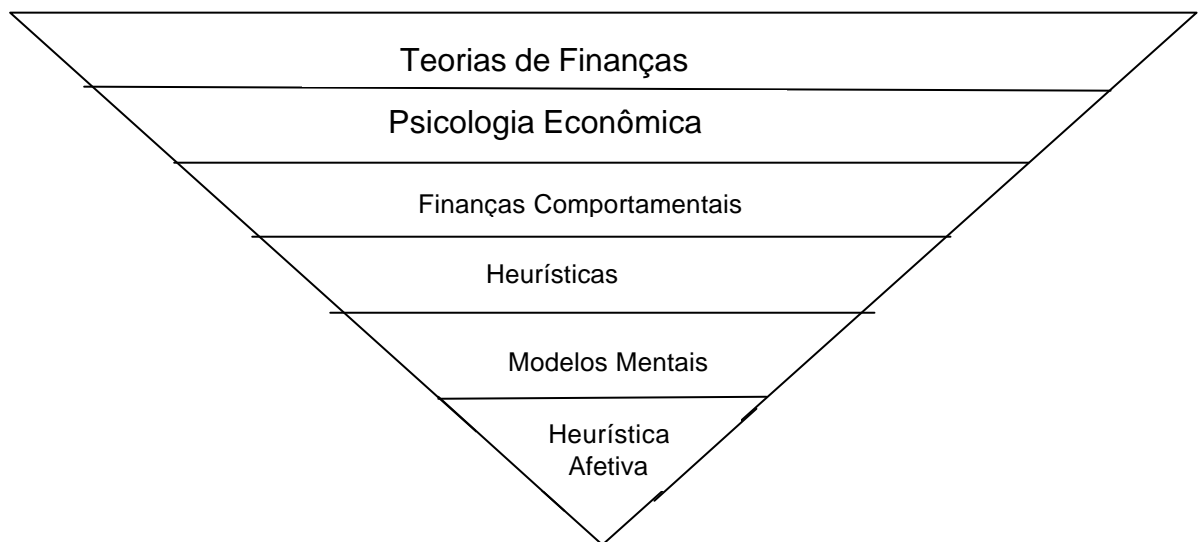 Teorias de Finanças
Psicologia Econômica
Finanças Comportamentais
Heurísticas
Modelos Mentais
Heurística
Afetiva